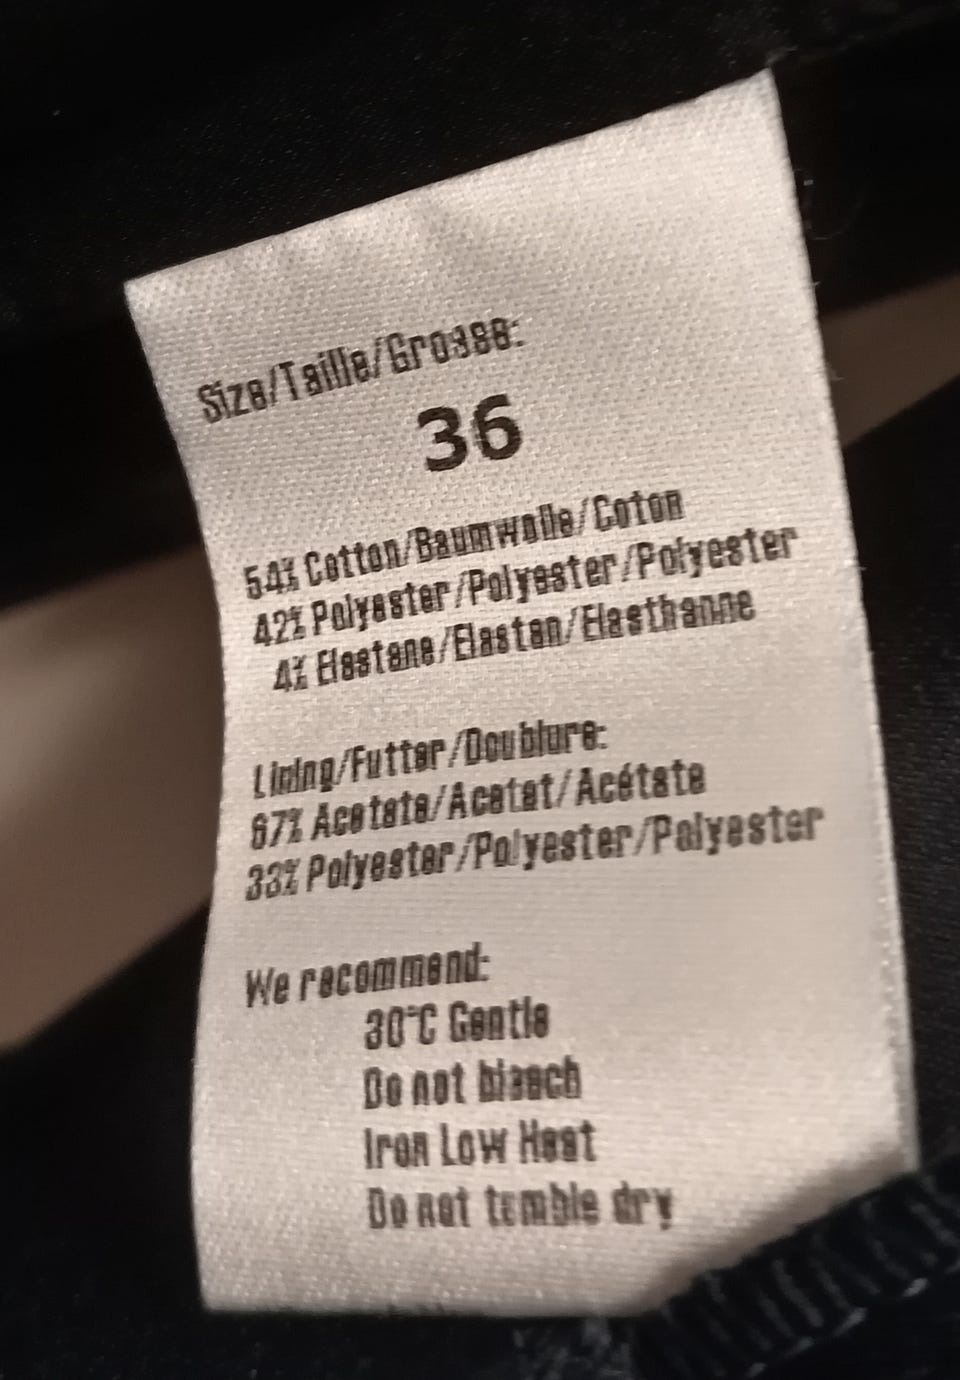 Size/Taille/Grosse:
36
54% Cotton/Baumwolle/Coton
42% Polyester/Polyester/Polyester
4% Elastane/Elastan/Elasthanne
Lining/Futter/Doublure:
67% Acetate/Acetat/Acétate
33% Polyester/Polyester/Polyester
We recommend:
30°C Gentle
Do not bleach
Iron Low Heat
Do not tumble dry